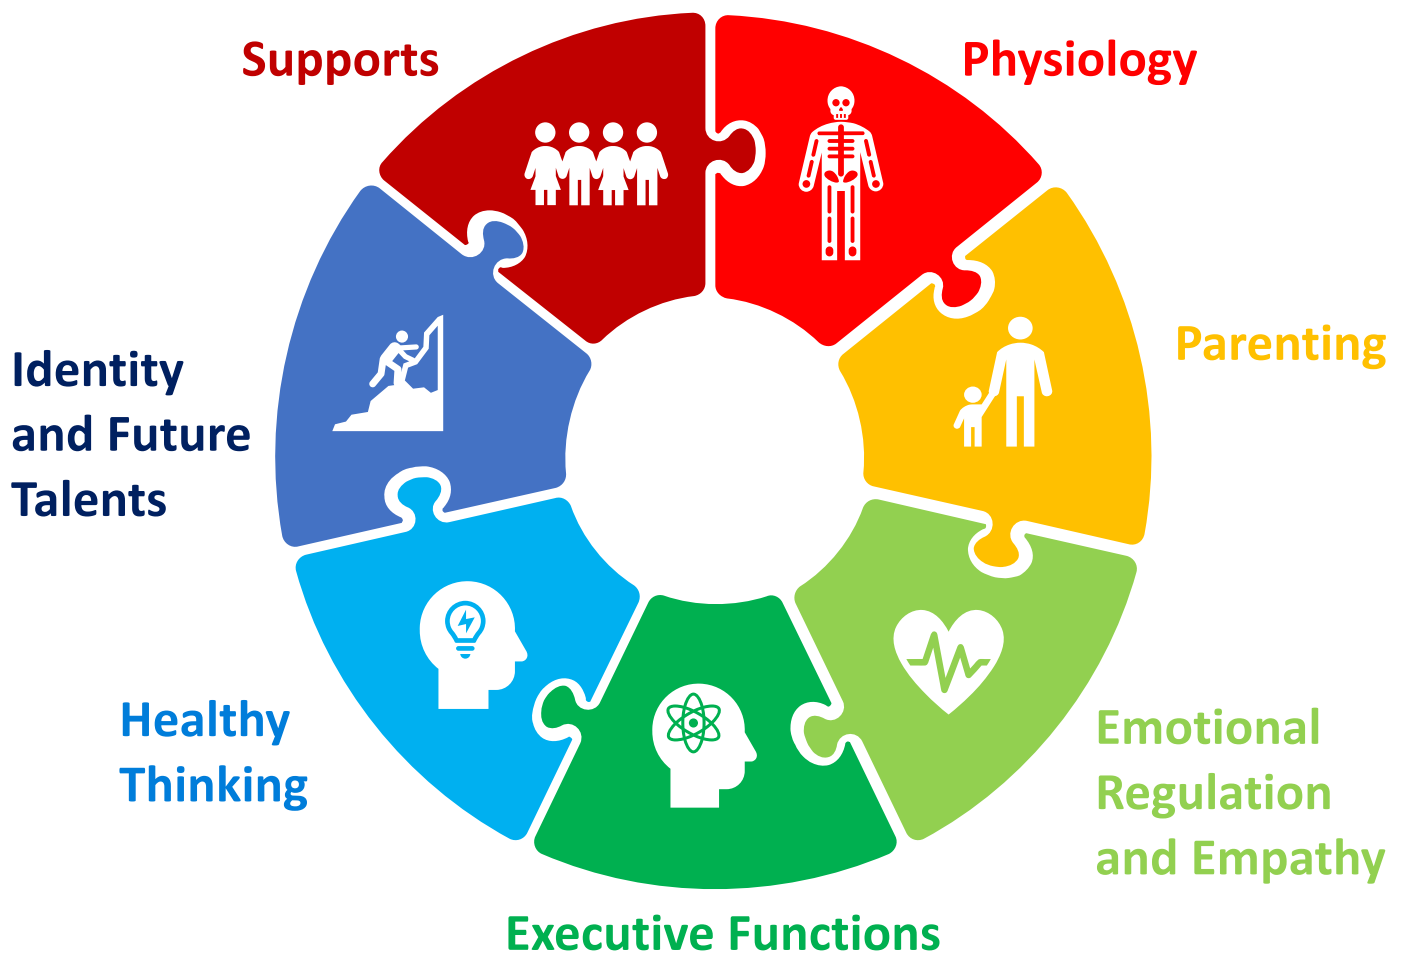 Supports
Physiology
Parenting
Identity
and Future
Talents
Healthy
Thinking
Emotional
Regulation
and Empathy
Executive Functions